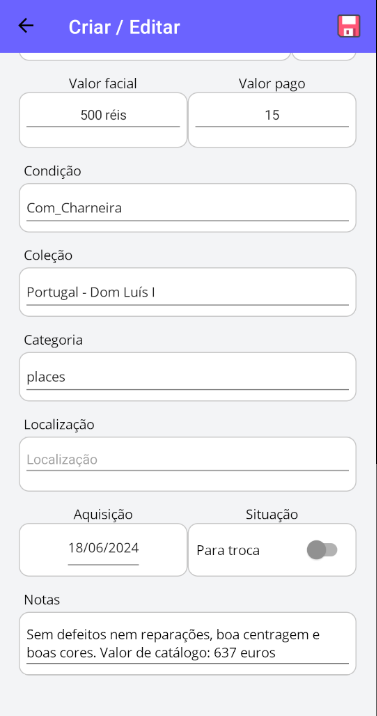 Criar / Editar
Valor facial
Valor pago
500 réis
15
Condição
Com_Charneira
Coleção
Portugal - Dom Luís I
Categoria
places
Localização
Localização
Aquisição
Situação
18/06/2024
Para troca
Notas
Sem defeitos nem reparações, boa centragem e
boas cores. Valor de catálogo: 637 euros